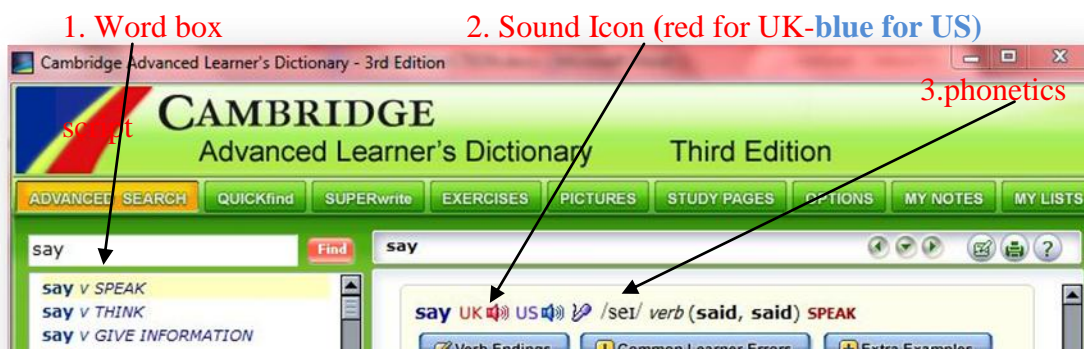 1. Word box 2. Sound Icon (red for UK-blue for US)
Cambridge Advanced Learner's Dictionary - 3rd Edition
3.phonetics
script
CAMBRIDGE
Advanced Learner's Dictionary Third Edition
ADVANCED SEARCH QUICKfind SUPERwrite EXERCISES PICTURES STUDY PAGES OPTIONS MY NOTES MY LISTS
say Find say
say v SPEAK
say v THINK
say v GIVE INFORMATION
say UK US /seɪ/ verb (said, said) SPEAK
Verb Endings Common Learner Errors Extra Examples